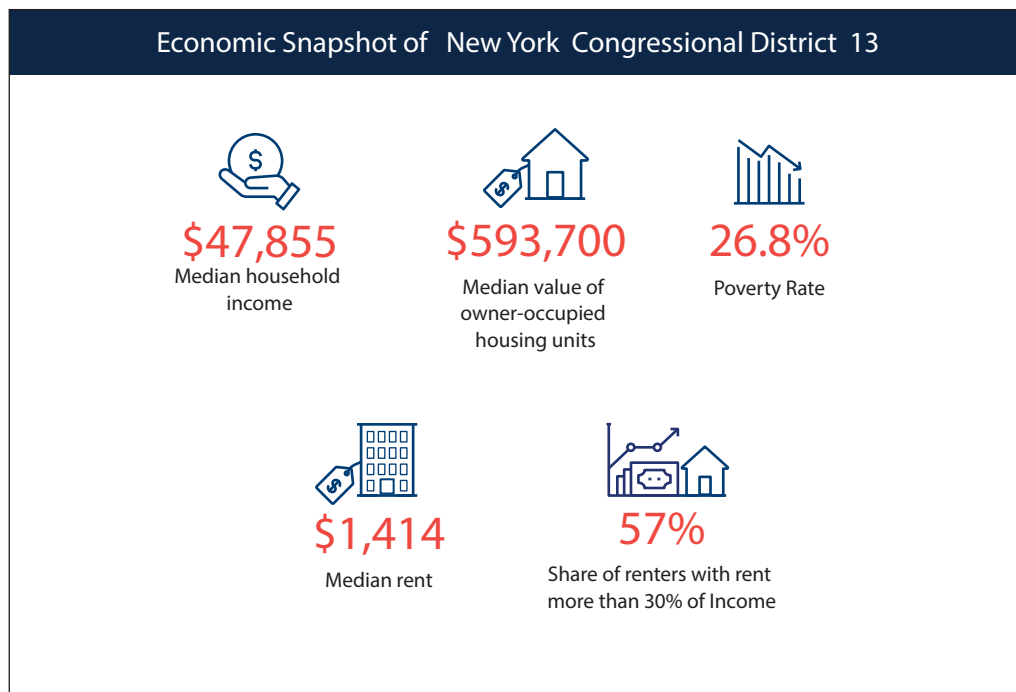 Economic Snapshot of New York Congressional District 13
$
$47,855
Median household
income
$
$593,700
Median value of
owner-occupied
housing units
26.8%
Poverty Rate
$
$1,414
Median rent
57%
Share of renters with rent
more than 30% of Income